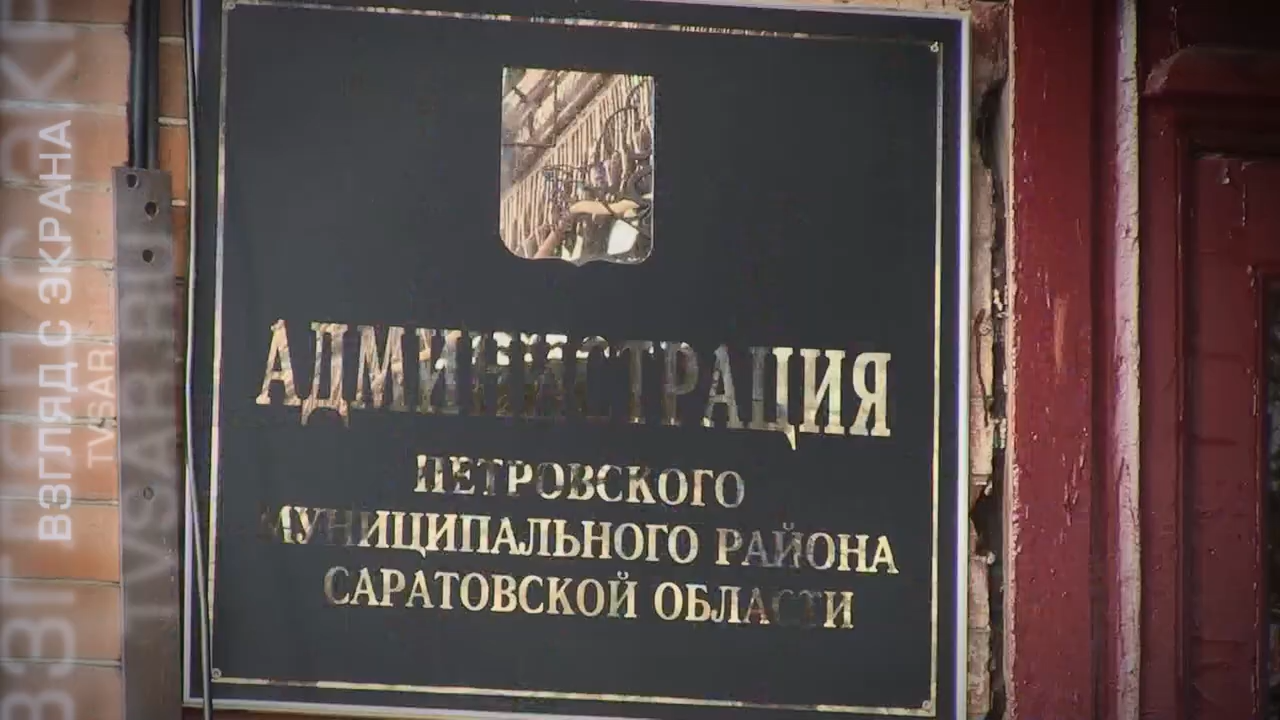 АДМИНИСТРАЦИЯ
ПЕТРОВСКОГО
МУНИЦИПАЛЬНОГО РАЙОНА
САРАТОВСКОЙ ОБЛАСТИ
ВЗГЛЯД С ЭКРАНА
TVSAR.RU